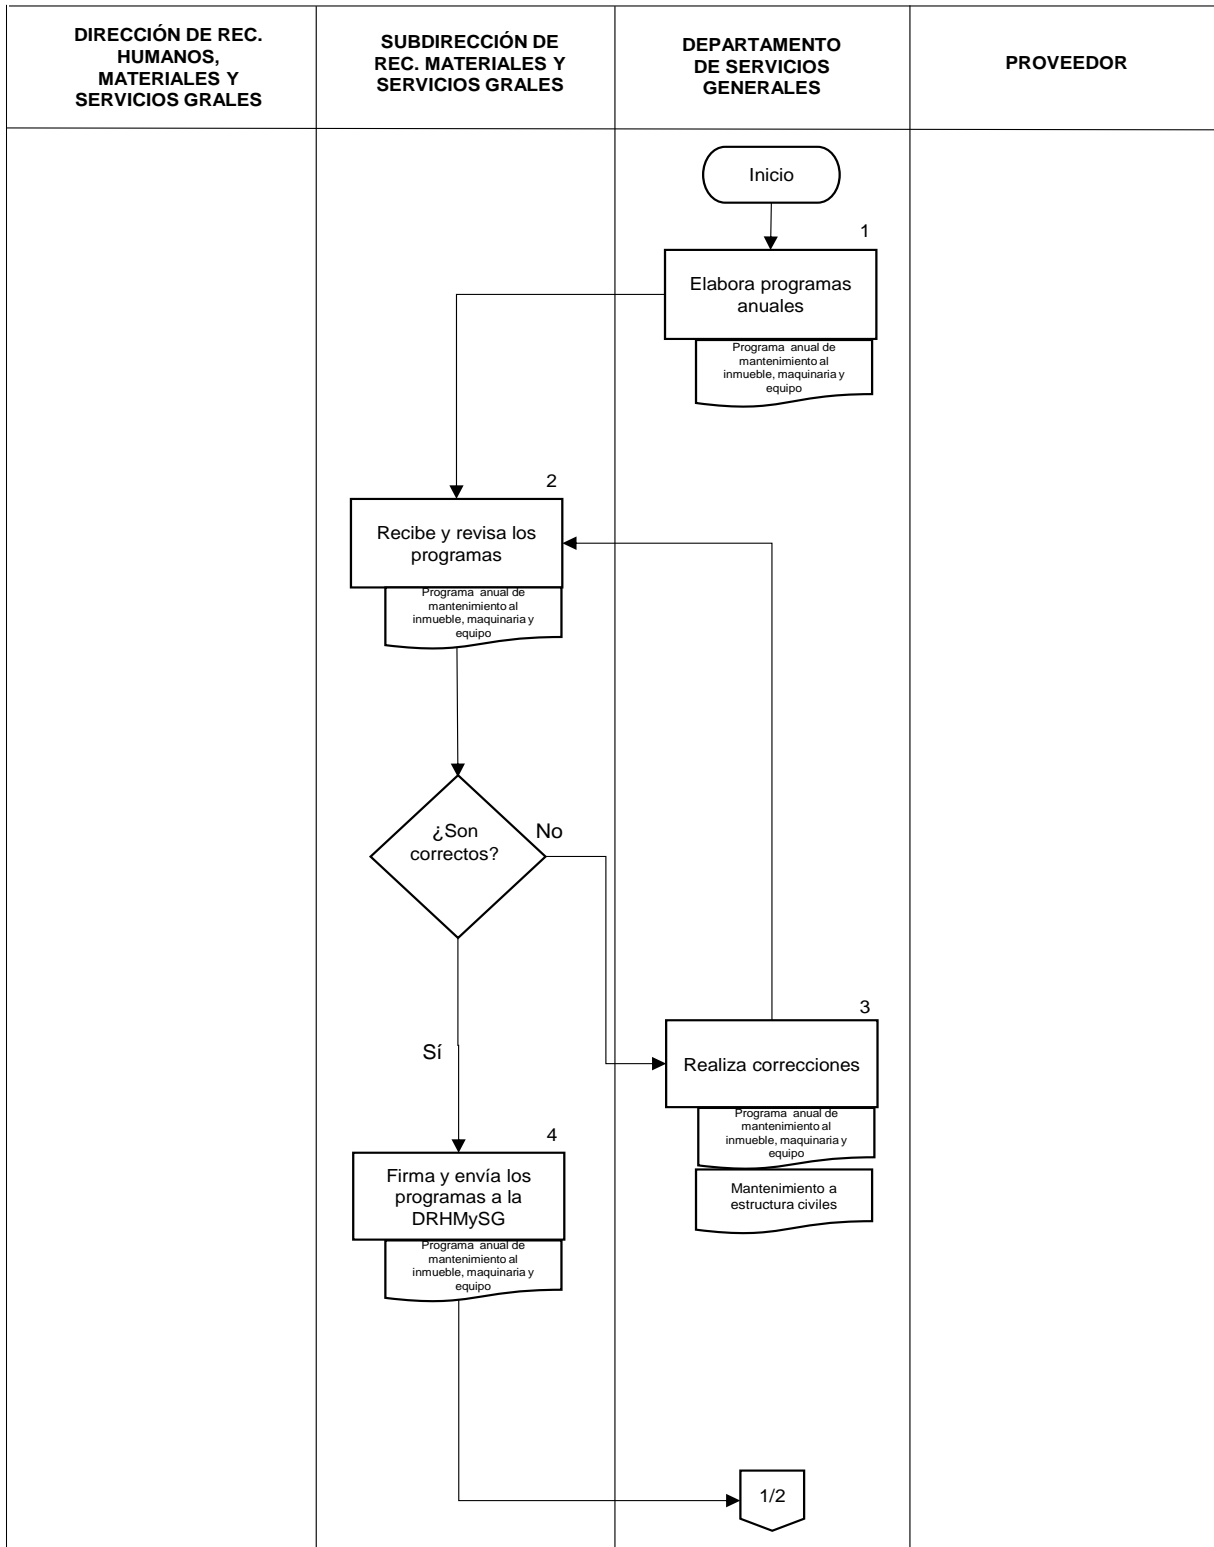 DIRECCIÓN DE REC.
HUMANOS,
MATERIALES Y
SERVICIOS GRALES
SUBDIRECCIÓN DE
REC. MATERIALES Y
SERVICIOS GRALES
DEPARTAMENTO
DE SERVICIOS
GENERALES
PROVEEDOR
Inicio
1
Elabora programas
anuales
Programa anual de
mantenimiento al
inmueble, maquinaria y
equipo
2
Recibe y revisa los
programas
Programa anual de
mantenimiento al
inmueble, maquinaria y
equipo
¿Son
correctos?
No
Sí
3
Realiza correcciones
Programa anual de
mantenimiento al
inmueble, maquinaria y
equipo
Mantenimiento a
estructura civiles
4
Firma y envía los
programas a la
DRHMySG
Programa anual de
mantenimiento al
inmueble, maquinaria y
equipo
1/2